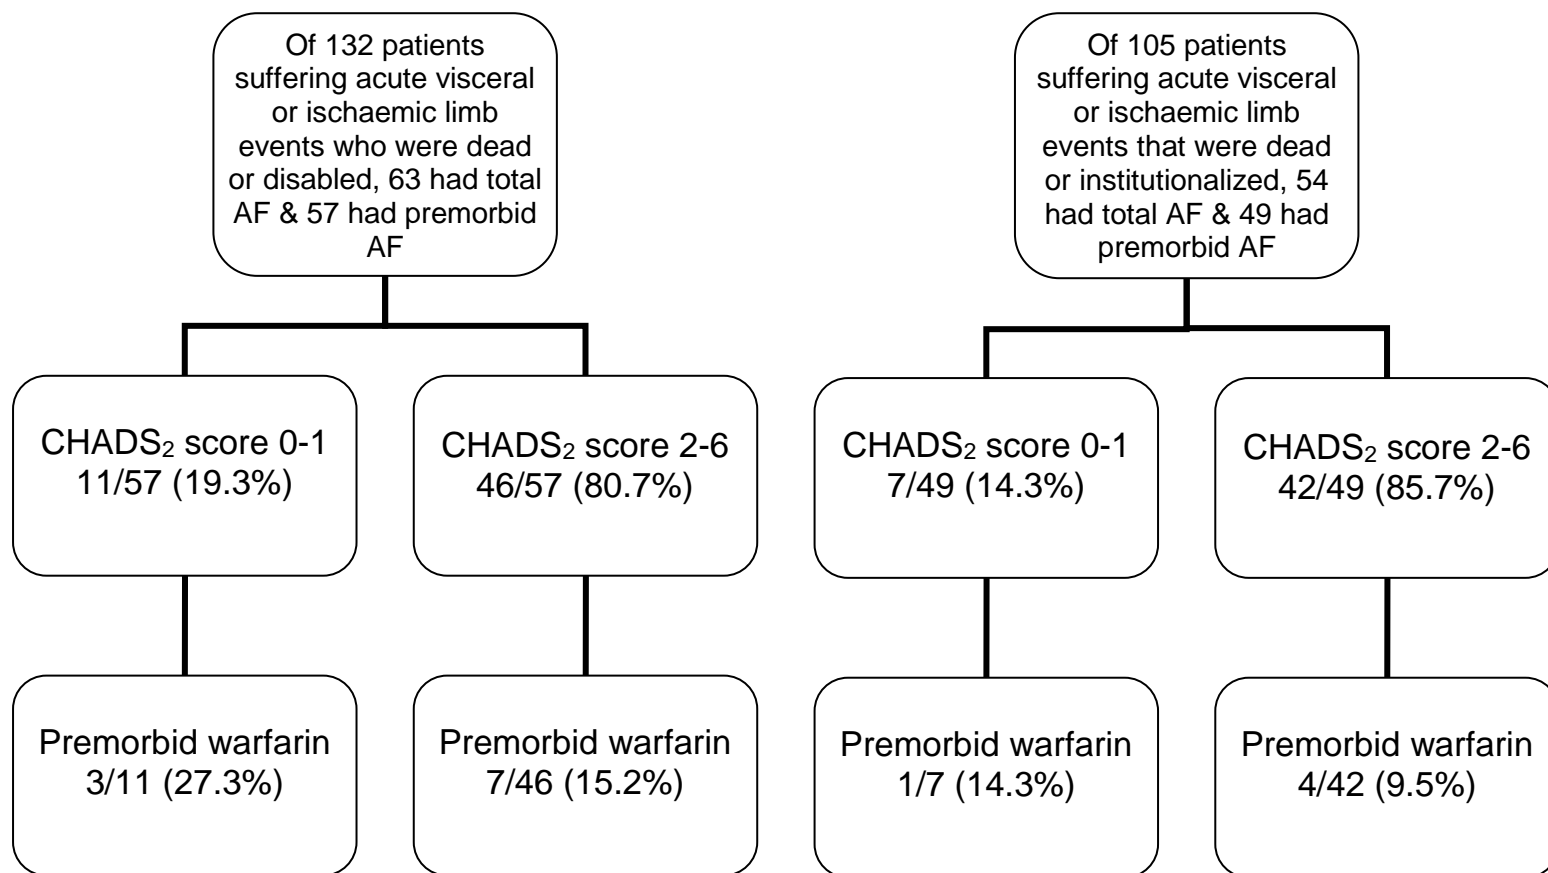 Of 132 patients
suffering acute visceral
or ischaemic limb
events who were dead
or disabled, 63 had total
AF & 57 had premorbid
AF
Of 105 patients
suffering acute visceral
or ischaemic limb
events that were dead
or institutionalized, 54
had total AF & 49 had
premorbid AF
CHADS₂ score 0-1
11/57 (19.3%)
CHADS₂ score 2-6
46/57 (80.7%)
CHADS₂ score 0-1
7/49 (14.3%)
CHADS₂ score 2-6
42/49 (85.7%)
Premorbid warfarin
3/11 (27.3%)
Premorbid warfarin
7/46 (15.2%)
Premorbid warfarin
1/7 (14.3%)
Premorbid warfarin
4/42 (9.5%)